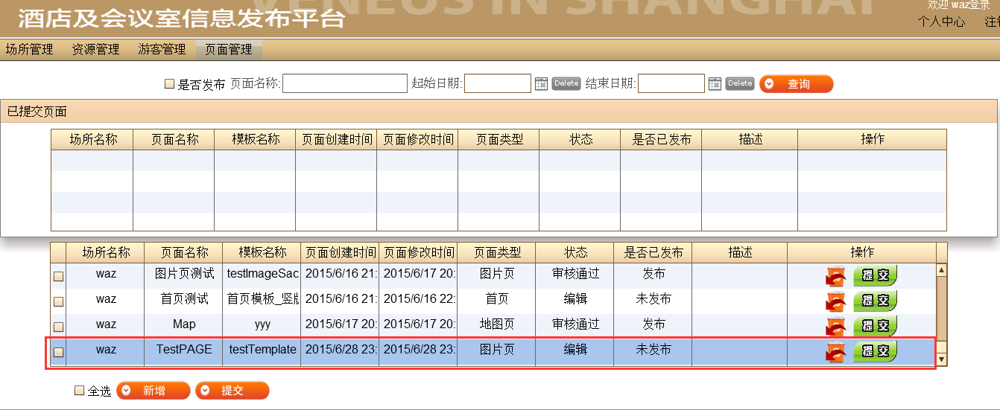 VENEUS IN SHANGHAI
酒店及会议室信息发布平台
欢迎 waz登录
个人中心
场所管理 资源管理 游客管理 页面管理
是否发布 页面名称: 起始日期: Delete 结束日期: Delete 查询
已提交页面
场所名称 页面名称 模板名称 页面创建时间 页面修改时间 页面类型 状态 是否已发布 描述 操作
场所名称 页面名称 模板名称 页面创建时间 页面修改时间 页面类型 状态 是否已发布 描述 操作
waz 图片页测试 testImageSac 2015/6/16 21: 2015/6/17 20: 图片页 审核通过 发布 提交
waz 首页测试 首页模板_竖版 2015/6/16 21: 2015/6/16 22: 首页 编辑 未发布 提交
waz Map yyy 2015/6/17 20: 2015/6/17 20: 地图页 审核通过 发布 提交
waz TestPAGE testTemplate 2015/6/28 23: 2015/6/28 23: 图片页 编辑 未发布 提交
全选 新增 提交